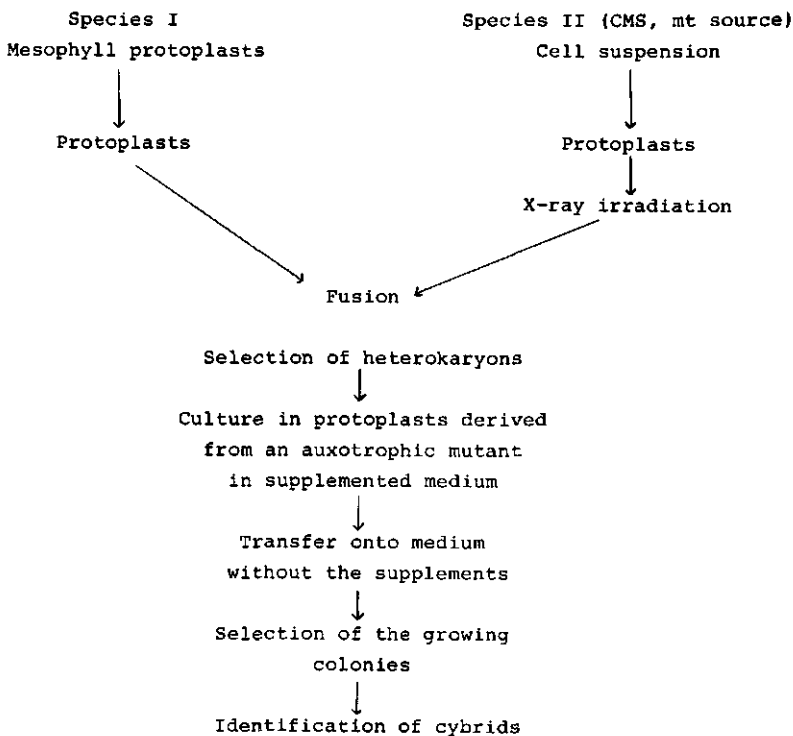 Species I
Mesophyll protoplasts
Species II (CMS, mt source)
Cell suspension
Protoplasts
Protoplasts
X-ray irradiation
Fusion
Selection of heterokaryons
Culture in protoplasts derived
from an auxotrophic mutant
in supplemented medium
Transfer onto medium
without the supplements
Selection of the growing
colonies
Identification of cybrids